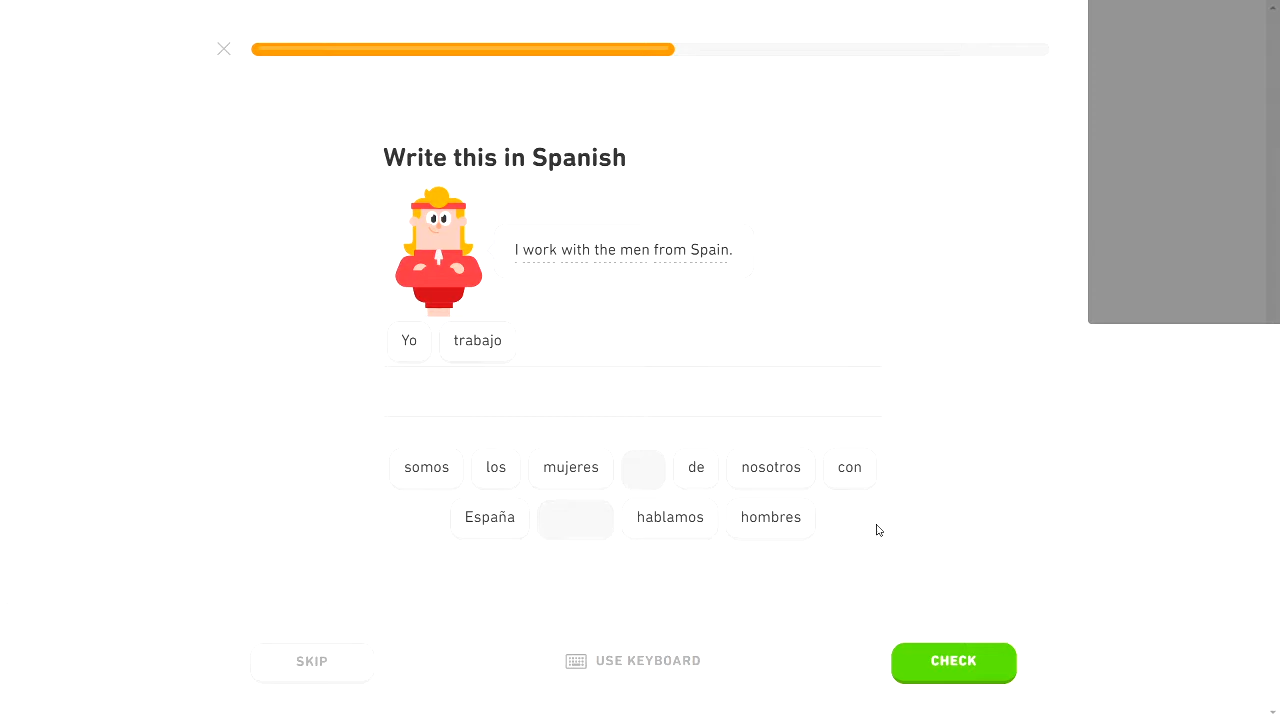 Write this in Spanish
I work with the men from Spain.
Yo trabajo
somos los mujeres de nosotros con
España hablamos hombres
SKIP USE KEYBOARD CHECK